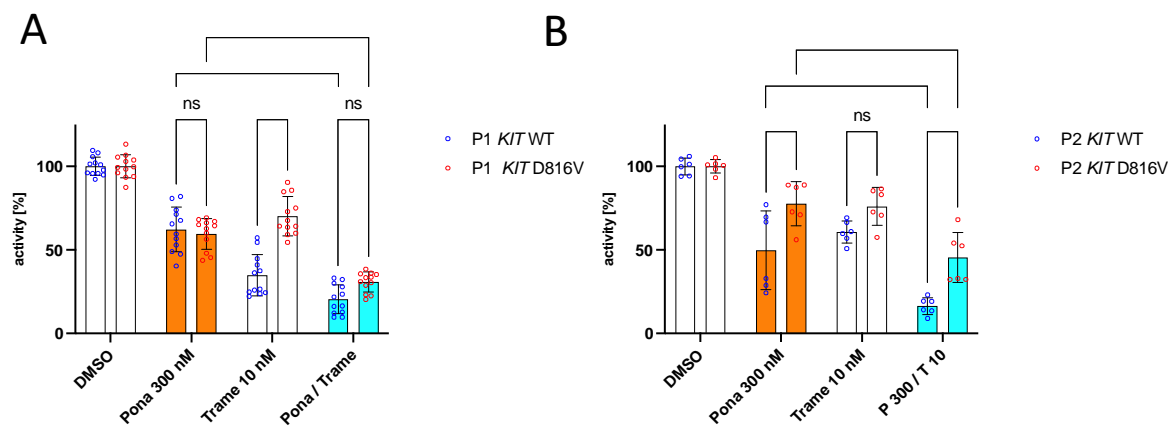 A
B
ns
ns
ns
P1 KIT WT
P1 KIT D816V
P2 KIT WT
P2 KIT D816V
activity [%]
100
50
0
DMSO
Pona 300 nM
Trame 10 nM
Pona / Trame
activity [%]
100
50
0
DMSO
Pona 300 nM
Trame 10 nM
P 300 / T 10